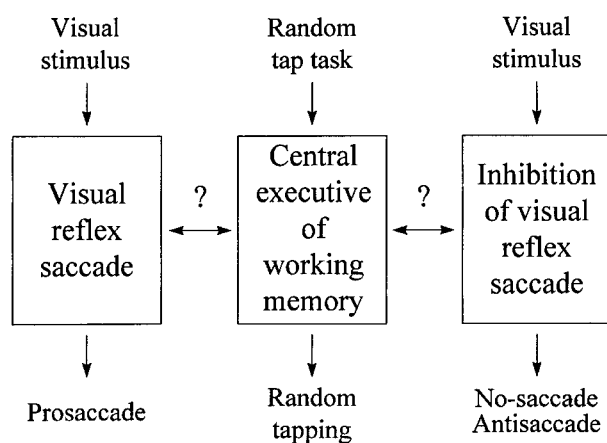 Visual
stimulus
Random
tap task
Visual
stimulus
Visual
reflex
saccade
?
Central
executive
of
working
memory
?
Inhibition
of visual
reflex
saccade
Prosaccade
Random
tapping
No-saccade
Antisaccade